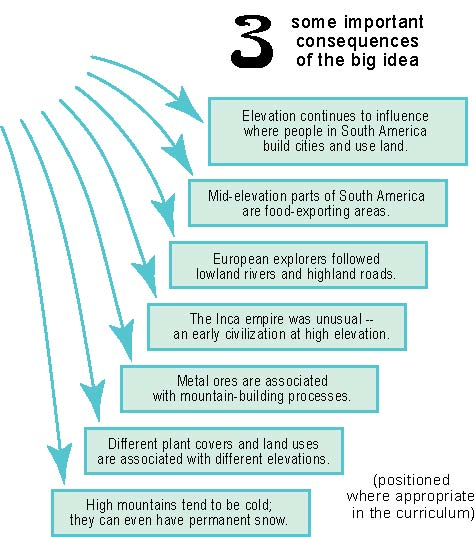 3
some important
consequences
of the big idea
Elevation continues to influence
where people in South America
build cities and use land.
Mid-elevation parts of South America
are food-exporting areas.
European explorers followed
lowland rivers and highland roads.
The Inca empire was unusual --
an early civilization at high elevation.
Metal ores are associated
with mountain-building processes.
Different plant covers and land uses
are associated with different elevations.
High mountains tend to be cold;
they can even have permanent snow.
(positioned
where appropriate
in the curriculum)